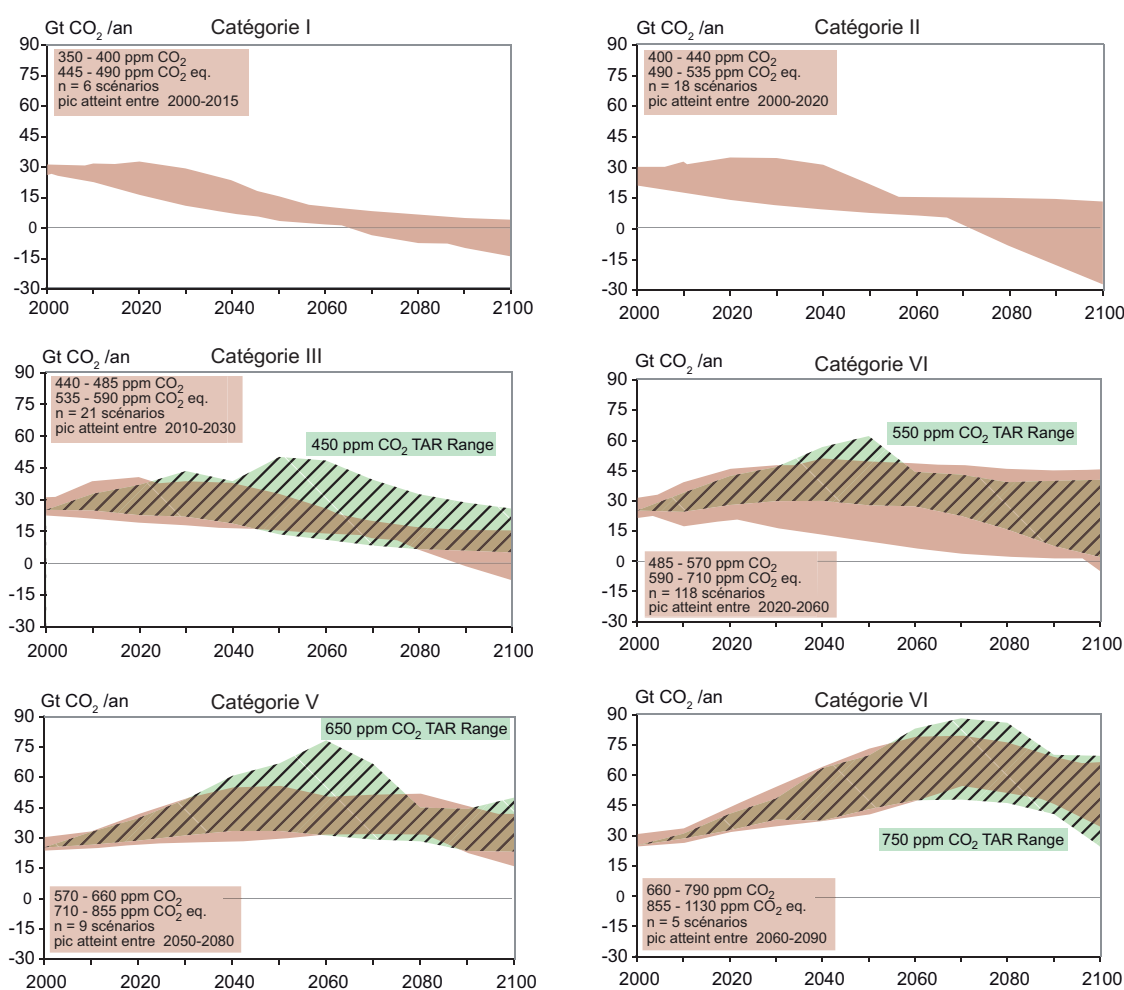 Gt CO2 /an
Catégorie I
90
75
60
45
30
15
0
-15
-30
350 - 400 ppm CO2
445 - 490 ppm CO2 eq.
n = 6 scénarios
pic atteint entre 2000-2015
2000 2020 2040 2060 2080 2100
Gt CO2 /an
Catégorie II
90
75
60
45
30
15
0
-15
-30
400 - 440 ppm CO2
490 - 535 ppm CO2 eq.
n = 18 scénarios
pic atteint entre 2000-2020
2000 2020 2040 2060 2080 2100
Gt CO2 /an
Catégorie III
90
75
60
45
30
15
0
-15
-30
440 - 485 ppm CO2
535 - 590 ppm CO2 eq.
n = 21 scénarios
pic atteint entre 2010-2030
450 ppm CO2 TAR Range
2000 2020 2040 2060 2080 2100
Gt CO2 /an
Catégorie VI
90
75
60
45
30
15
0
-15
-30
550 ppm CO2 TAR Range
485 - 570 ppm CO2
590 - 710 ppm CO2 eq.
n = 118 scénarios
pic atteint entre 2020-2060
2000 2020 2040 2060 2080 2100
Gt CO2 /an
Catégorie V
90
75
60
45
30
15
0
-15
-30
650 ppm CO2 TAR Range
570 - 660 ppm CO2
710 - 855 ppm CO2 eq.
n = 9 scénarios
pic atteint entre 2050-2080
2000 2020 2040 2060 2080 2100
Gt CO2 /an
Catégorie VI
90
75
60
45
30
15
0
-15
-30
750 ppm CO2 TAR Range
660 - 790 ppm CO2
855 - 1130 ppm CO2 eq.
n = 5 scénarios
pic atteint entre 2060-2090
2000 2020 2040 2060 2080 2100